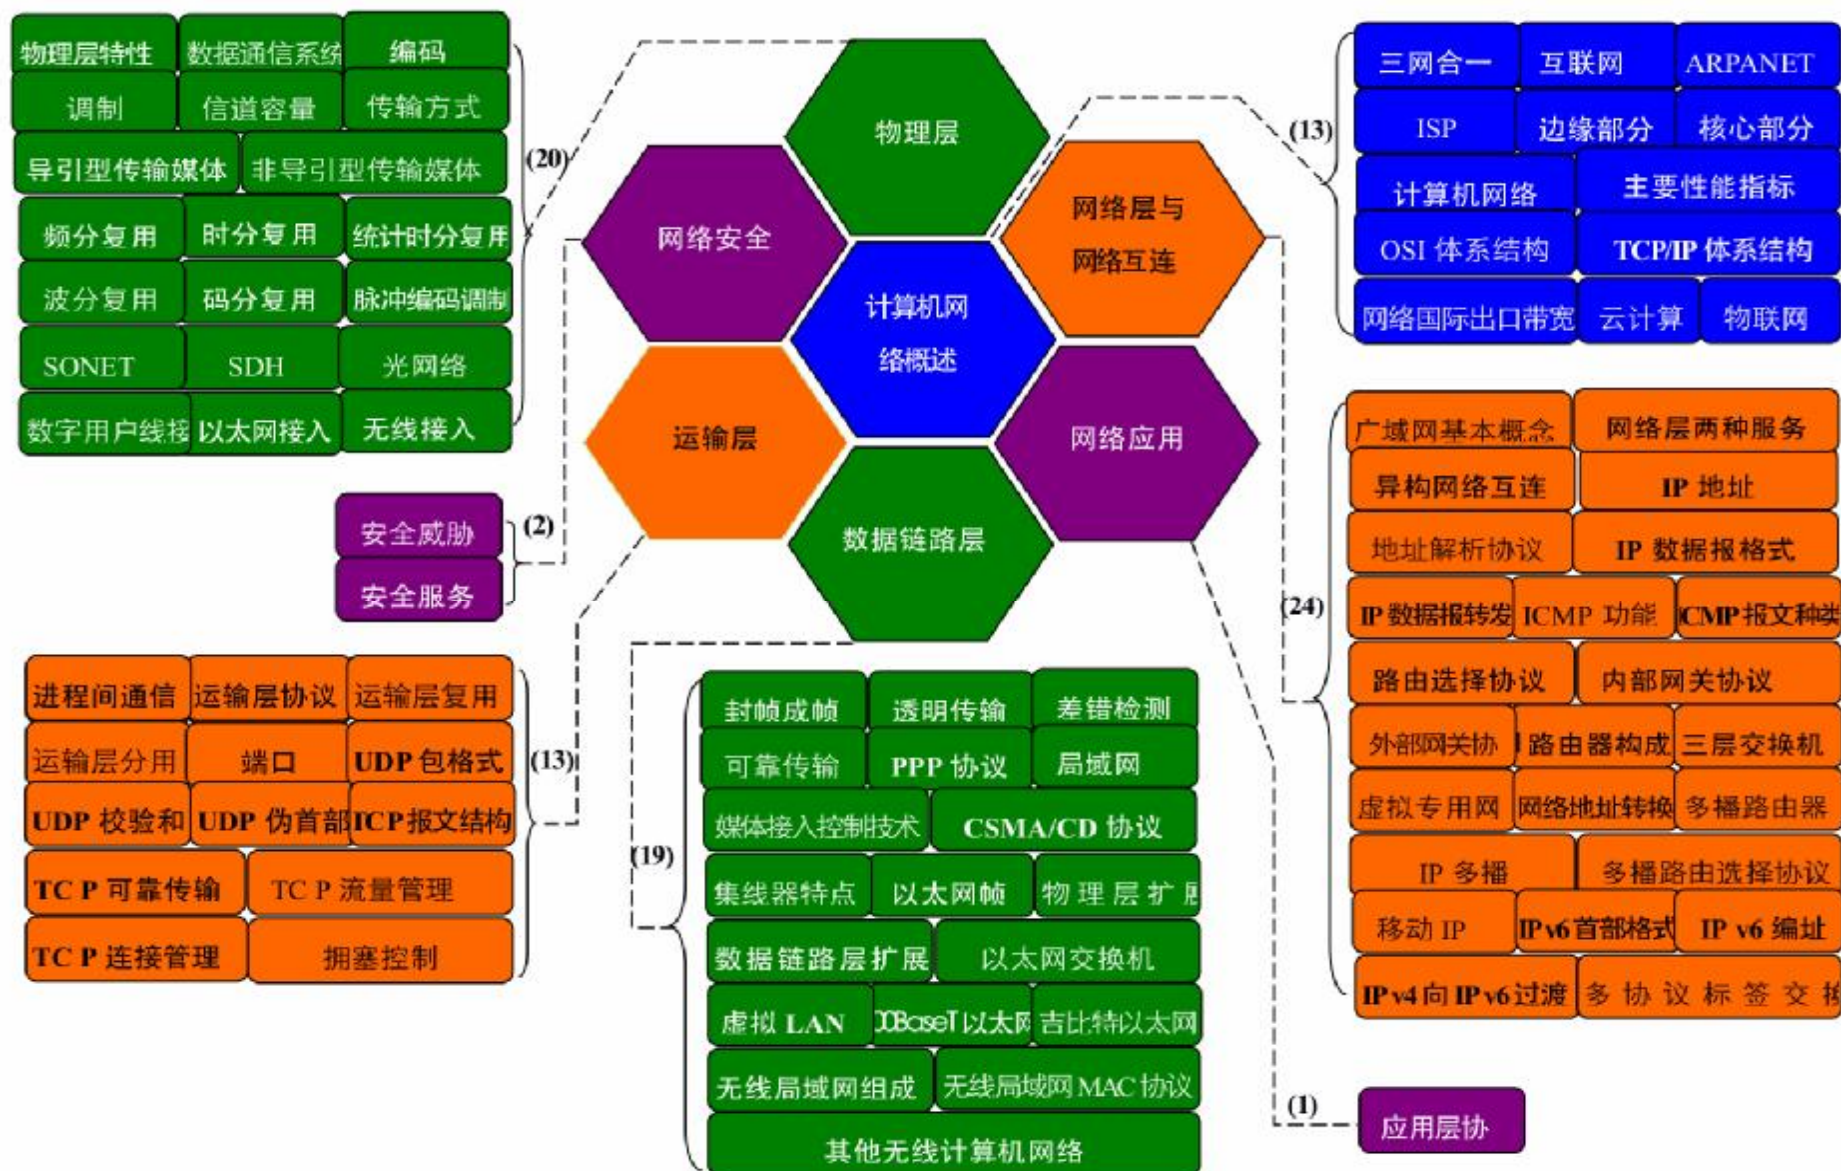 物理层特性 数据通信系统 编码
调制 信道容量 传输方式
导引型传输媒体 非导引型传输媒体
频分复用 时分复用 统计时分复用
波分复用 码分复用 脉冲编码调制
SONET SDH 光网络
数字用户线接 以太网接入 无线接入
(20)
物理层
网络安全
网络层与
网络互连
计算机网
络概述
运输层
网络应用
数据链路层
(13)
三网合一 互联网 ARPANET
ISP 边缘部分 核心部分
计算机网络 主要性能指标
OSI 体系结构 TCP/IP 体系结构
网络国际出口带宽 云计算 物联网
安全威胁
安全服务
(2)
(24)
广域网基本概念 网络层两种服务
异构网络互连 IP 地址
地址解析协议 IP 数据报格式
IP 数据报转发 ICMP 功能 CMP 报文种类
路由选择协议 内部网关协议
外部网关协 路由器构成 三层交换机
虚拟专用网 网络地址转换 多播路由器
IP 多播 多播路由选择协议
移动 IP IPv6 首部格式 IP v6 编址
IPv4 向 IPv6 过渡 多 协 议 标 签 交
进程间通信 运输层协议 运输层复用
运输层分用 端口 UDP 包格式
UDP 校验和 UDP 伪首部 TCP 报文结构
TC P 可靠传输 TC P 流量管理
TC P 连接管理 拥塞控制
(13)
(19)
封帧成帧 透明传输 差错检测
可靠传输 PPP 协议 局域网
媒体接入控制技术 CSMA/CD 协议
集线器特点 以太网帧 物 理 层 扩
数据链路层扩展 以太网交换机
虚拟 LAN BaseT 以太网 吉比特以太网
无线局域网组成 无线局域网 MAC 协议
其他无线计算机网络
(1)
应用层协